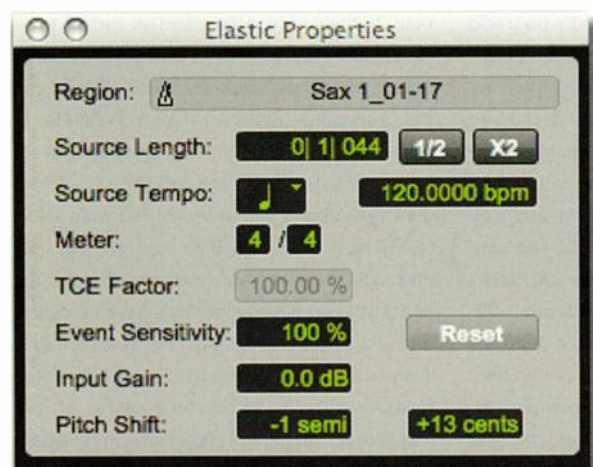 Elastic Properties
Region: Sax 1_01-17
Source Length: 0| 1| 044 1/2 X2
Source Tempo: 120.0000 bpm
Meter: 4 / 4
TCE Factor: 100.00 %
Event Sensitivity: 100 % Reset
Input Gain: 0.0 dB
Pitch Shift: -1 semi +13 cents